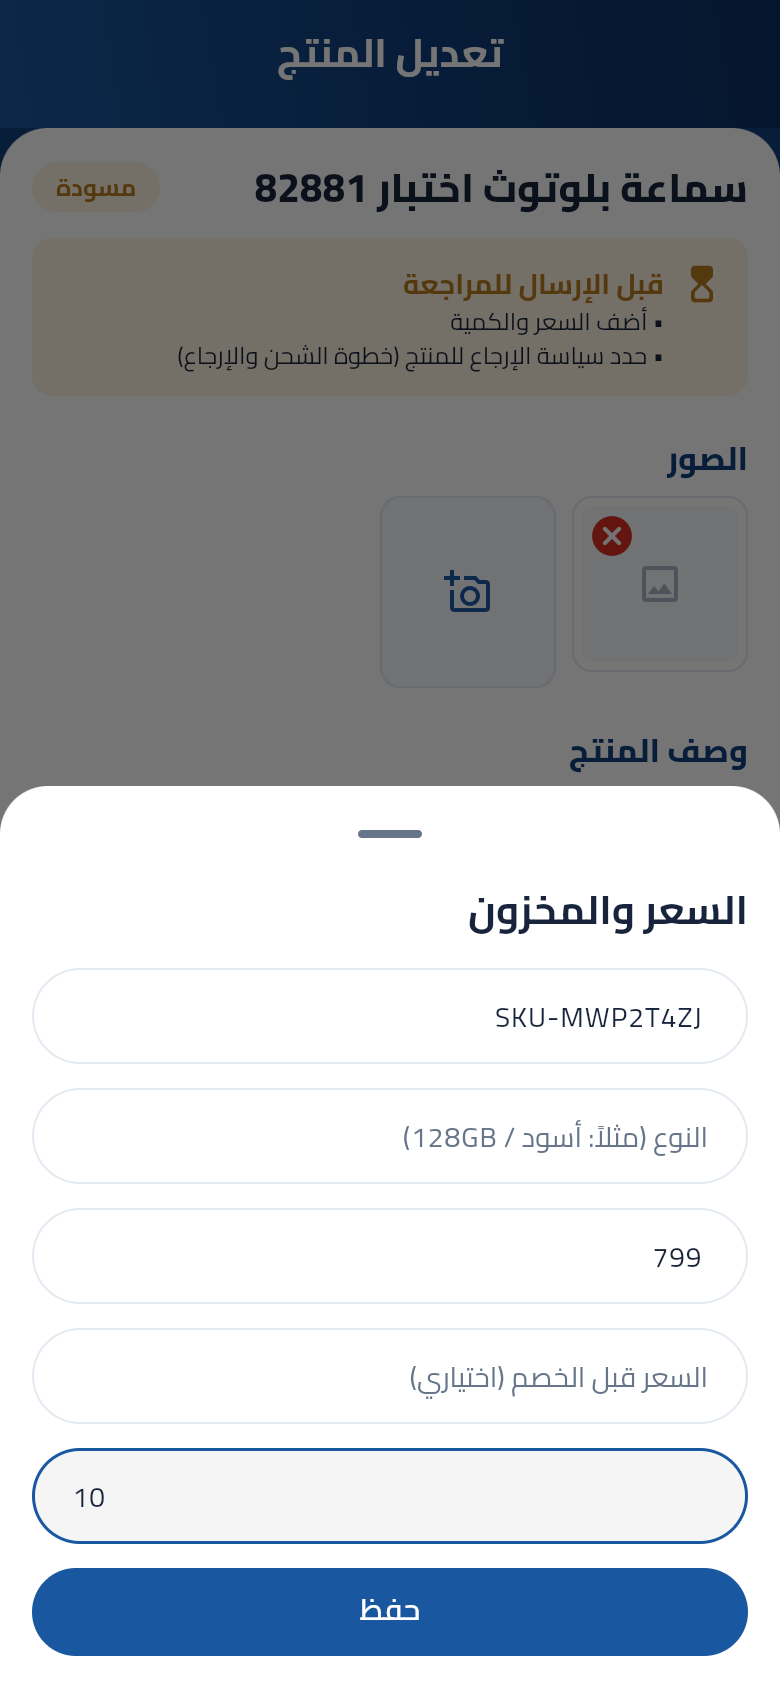 تعديل المنتج
سماعة بلوتوث اختبار 82881
مسودة
قبل الإرسال للمراجعة
• أضف السعر والكمية
• حدد سياسة الإرجاع للمنتج (خطوة الشحن والإرجاع)
الصور
وصف المنتج
السعر والمخزون
SKU-MWP2T4ZJ
النوع (مثلاً: أسود / 128GB)
799
السعر قبل الخصم (اختياري)
10
حفظ